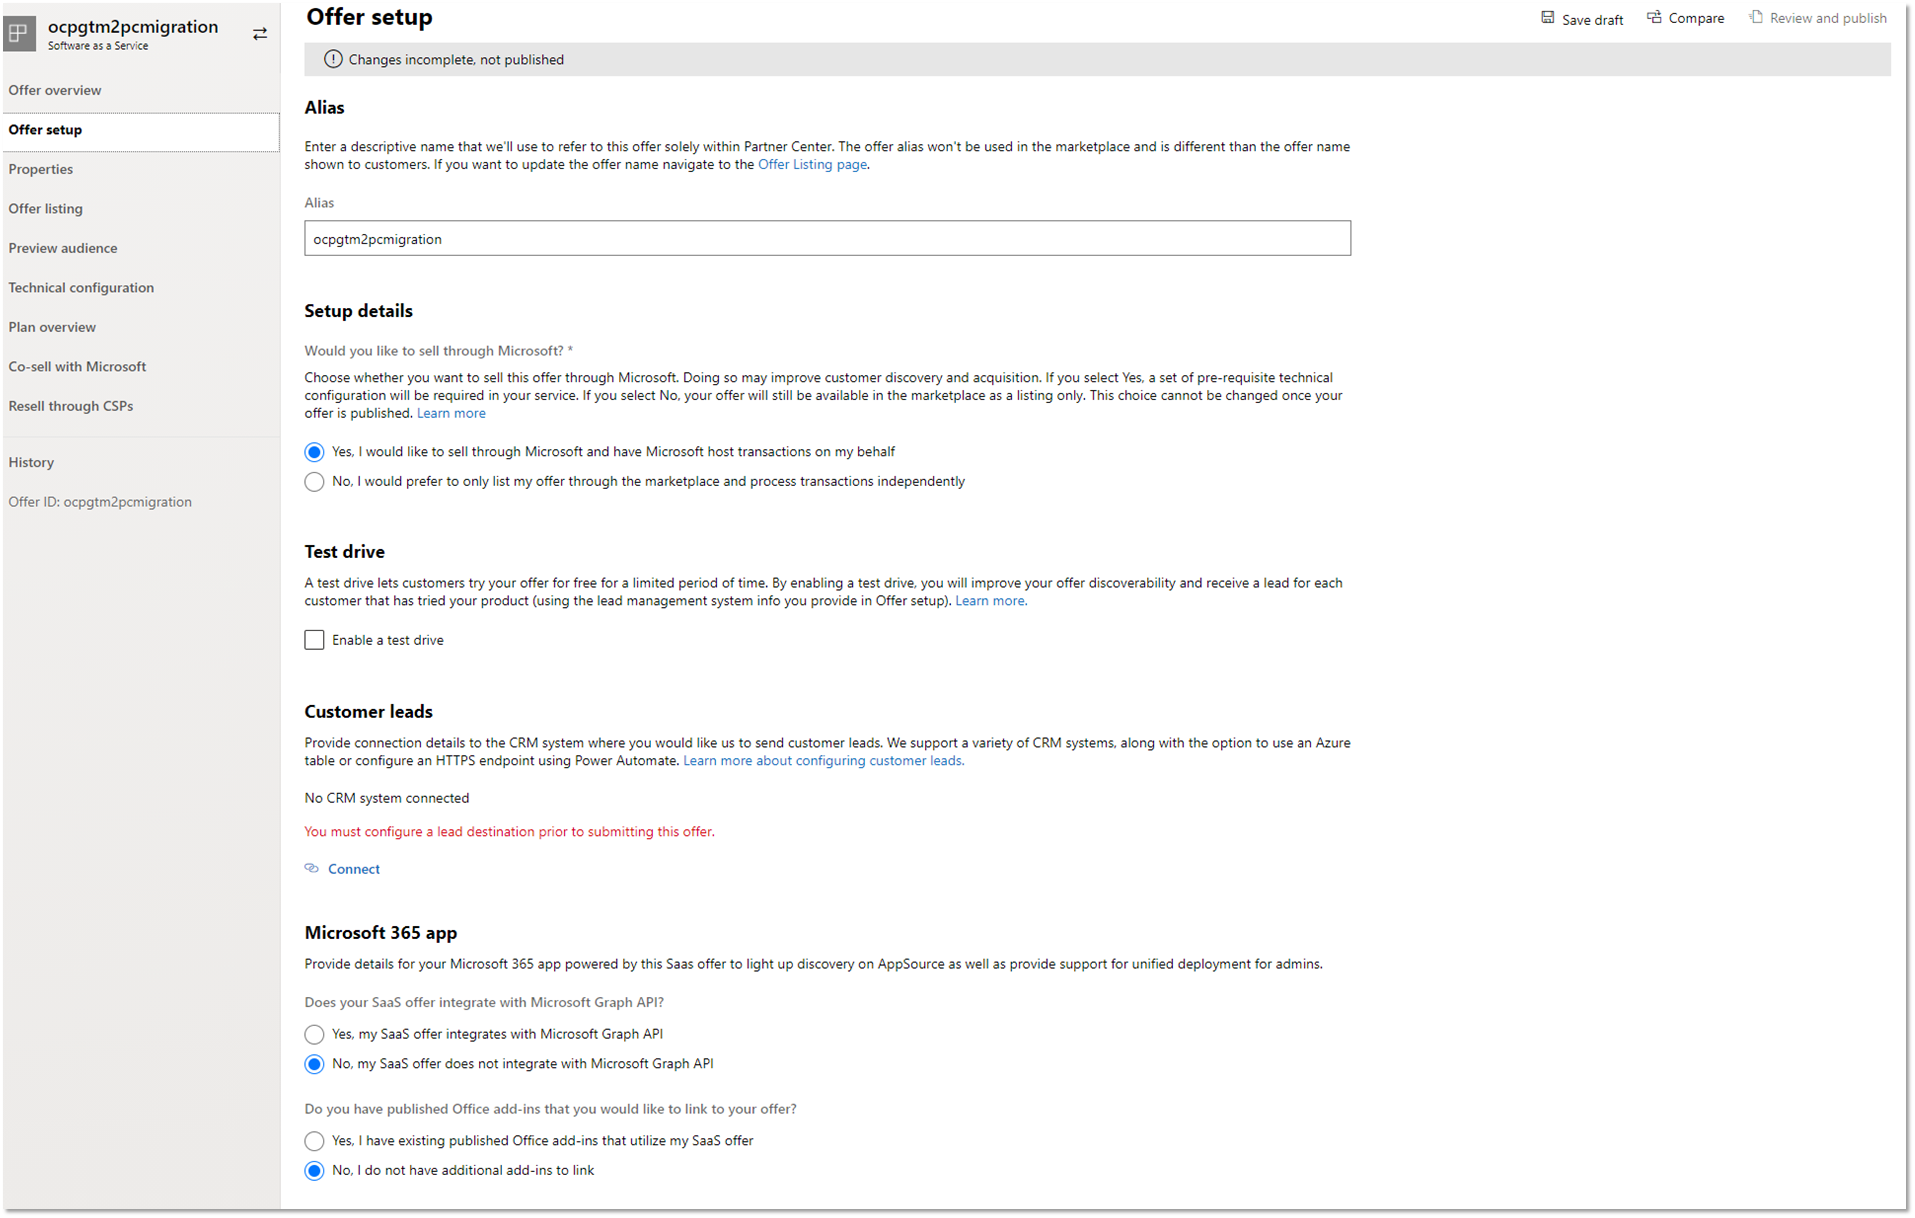 ocpgtm2pcmigration
Software as a Service
Offer overview
Offer setup
Properties
Offer listing
Preview audience
Technical configuration
Plan overview
Co-sell with Microsoft
Resell through CSPs
History
Offer ID: ocpgtm2pcmigration
Offer setup
Save draft
Compare
Review and publish
Changes incomplete, not published
Alias
Enter a descriptive name that we'll use to refer to this offer solely within Partner Center. The offer alias won't be used in the marketplace and is different than the offer name
shown to customers. If you want to update the offer name navigate to the Offer Listing page.
Alias
ocpgtm2pcmigration
Setup details
Would you like to sell through Microsoft? *
Choose whether you want to sell this offer through Microsoft. Doing so may improve customer discovery and acquisition. If you select Yes, a set of pre-requisite technical
configuration will be required in your service. If you select No, your offer will still be available in the marketplace as a listing only. This choice cannot be changed once your
offer is published. Learn more
Yes, I would like to sell through Microsoft and have Microsoft host transactions on my behalf
No, I would prefer to only list my offer through the marketplace and process transactions independently
Test drive
A test drive lets customers try your offer for free for a limited period of time. By enabling a test drive, you will improve your offer discoverability and receive a lead for each
customer that has tried your product (using the lead management system info you provide in Offer setup). Learn more.
Enable a test drive
Customer leads
Provide connection details to the CRM system where you would like us to send customer leads. We support a variety of CRM systems, along with the option to use an Azure
table or configure an HTTPS endpoint using Power Automate. Learn more about configuring customer leads.
No CRM system connected
You must configure a lead destination prior to submitting this offer.
Connect
Microsoft 365 app
Provide details for your Microsoft 365 app powered by this Saas offer to light up discovery on AppSource as well as provide support for unified deployment for admins.
Does your SaaS offer integrate with Microsoft Graph API?
Yes, my SaaS offer integrates with Microsoft Graph API
No, my SaaS offer does not integrate with Microsoft Graph API
Do you have published Office add-ins that you would like to link to your offer?
Yes, I have existing published Office add-ins that utilize my SaaS offer
No, I do not have additional add-ins to link